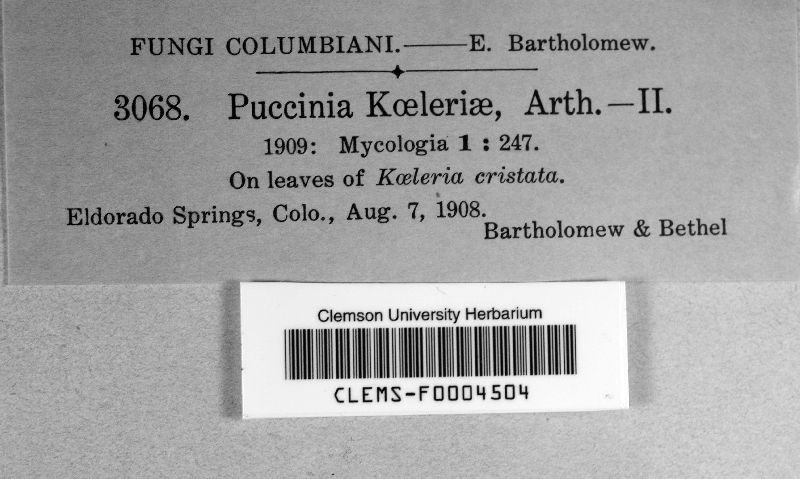 FUNGI COLUMBIANI.——E. Bartholomew.
3068. Puccinia Kœleriæ, Arth.—II.
1909: Mycologia 1 : 247.
On leaves of Kœleria cristata.
Eldorado Springs, Colo., Aug. 7, 1908.
Bartholomew & Bethel
Clemson University Herbarium
CLEMS-F0004504